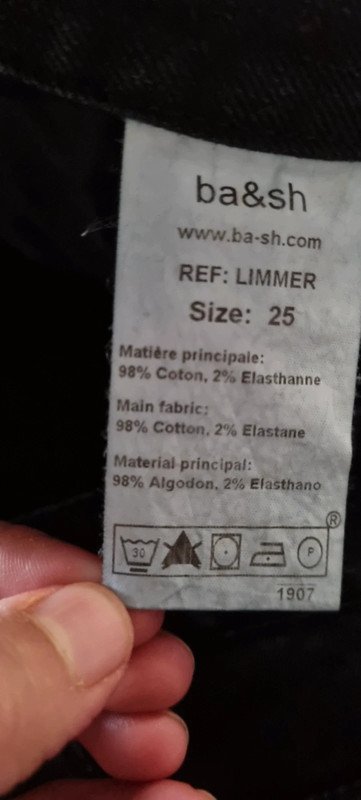 ba&sh
www.ba-sh.com
REF: LIMMER
Size: 25
Matière principale:
98% Coton, 2% Elasthanne
Main fabric:
98% Cotton, 2% Elastane
Material principal:
98% Algodon, 2% Elasthano
®
30 P
1907